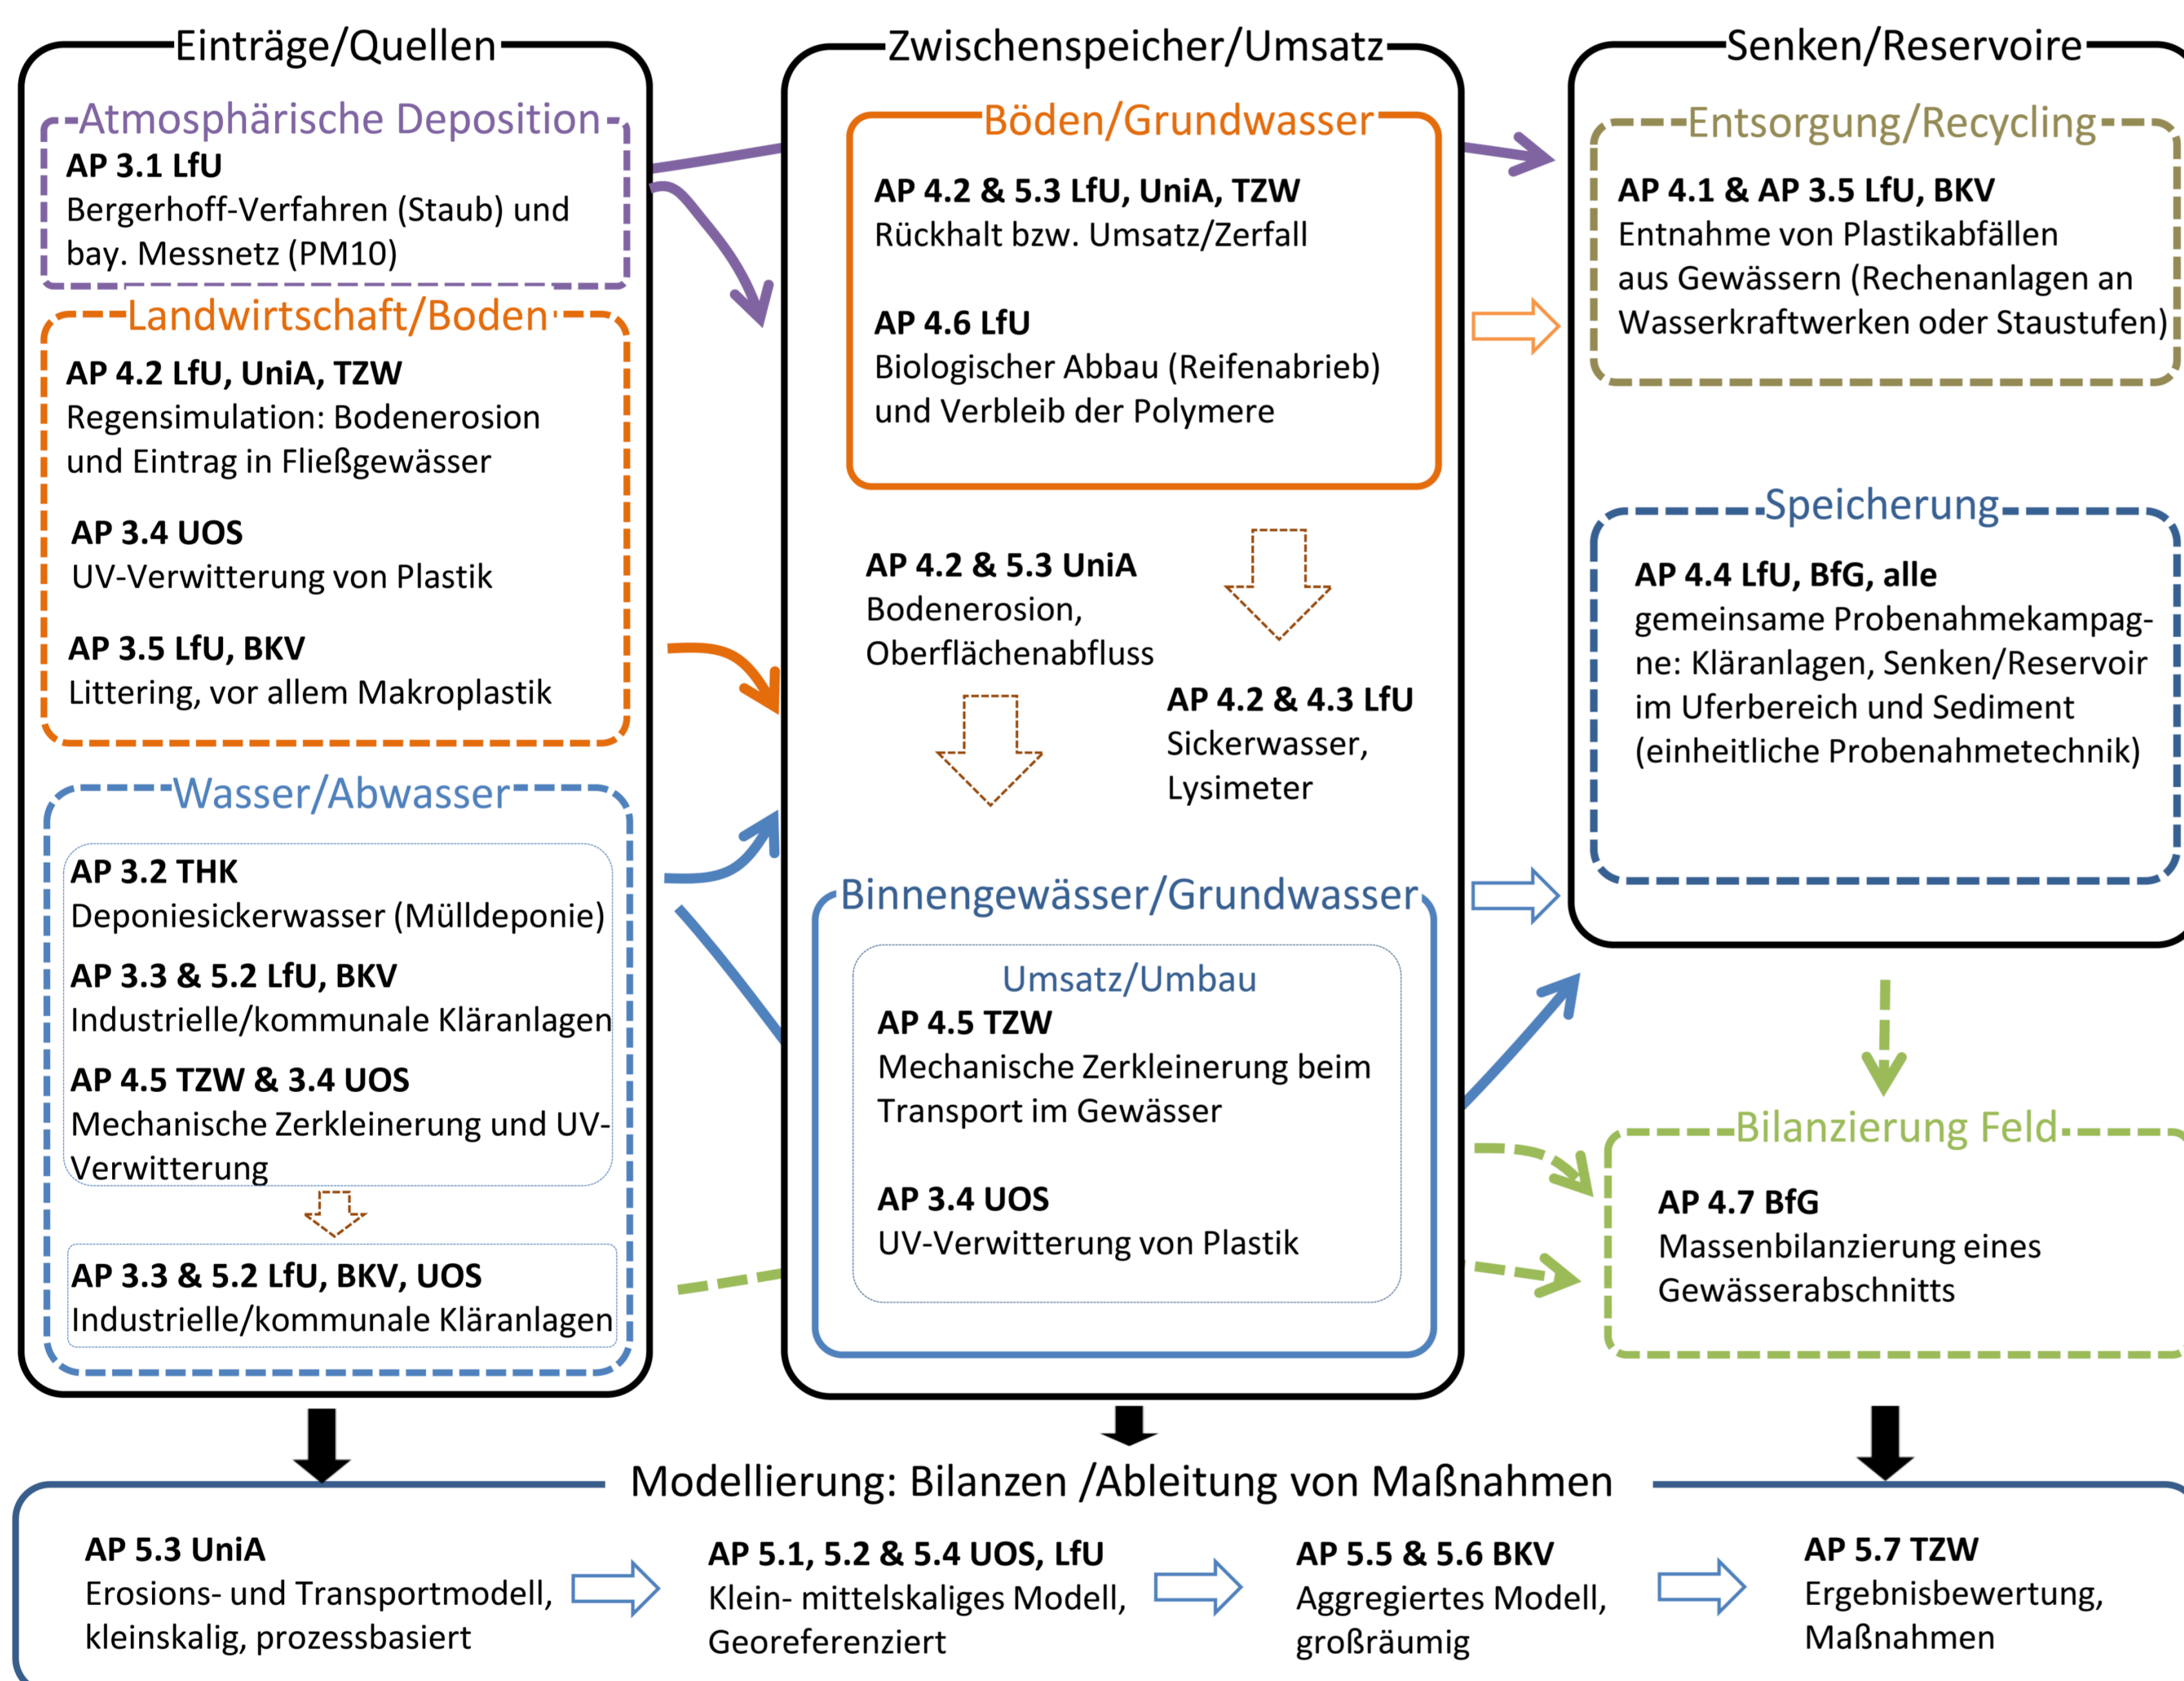 Einträge/Quellen
Atmosphärische Deposition
AP 3.1 LfU
Bergerhoff-Verfahren (Staub) und
bay. Messnetz (PM10)
Landwirtschaft/Boden
AP 4.2 LfU, UniA, TZW
Regensimulation: Bodenerosion
und Eintrag in Fließgewässer
AP 3.4 UOS
UV-Verwitterung von Plastik
AP 3.5 LfU, BKV
Littering, vor allem Makroplastik
Wasser/Abwasser
AP 3.2 THK
Deponiesickerwasser (Mülldeponie)
AP 3.3 & 5.2 LfU, BKV
Industrielle/kommunale Kläranlagen
AP 4.5 TZW & 3.4 UOS
Mechanische Zerkleinerung und UV-
Verwitterung
AP 3.3 & 5.2 LfU, BKV, UOS
Industrielle/kommunale Kläranlagen
Zwischenspeicher/Umsatz
Böden/Grundwasser
AP 4.2 & 5.3 LfU, UniA, TZW
Rückhalt bzw. Umsatz/Zerfall
AP 4.6 LfU
Biologischer Abbau (Reifenabrieb)
und Verbleib der Polymere
AP 4.2 & 5.3 UniA
Bodenerosion,
Oberflächenabfluss
AP 4.2 & 4.3 LfU
Sickerwasser,
Lysimeter
Binnengewässer/Grundwasser
Umsatz/Umbau
AP 4.5 TZW
Mechanische Zerkleinerung beim
Transport im Gewässer
AP 3.4 UOS
UV-Verwitterung von Plastik
Senken/Reservoire
Entsorgung/Recycling
AP 4.1 & AP 3.5 LfU, BKV
Entnahme von Plastikabfällen
aus Gewässern (Rechenanlagen an
Wasserkraftwerken oder Staustufen)
Speicherung
AP 4.4 LfU, BfG, alle
gemeinsame Probenahmekampag-
ne: Kläranlagen, Senken/Reservoir
im Uferbereich und Sediment
(einheitliche Probenahmetechnik)
Bilanzierung Feld
AP 4.7 BfG
Massenbilanzierung eines
Gewässerabschnitts
Modellierung: Bilanzen /Ableitung von Maßnahmen
AP 5.3 UniA
Erosions- und Transportmodell,
kleinskalig, prozessbasiert
AP 5.1, 5.2 & 5.4 UOS, LfU
Klein- mittelskaliges Modell,
Georeferenziert
AP 5.5 & 5.6 BKV
Aggregiertes Modell,
großräumig
AP 5.7 TZW
Ergebnisbewertung,
Maßnahmen